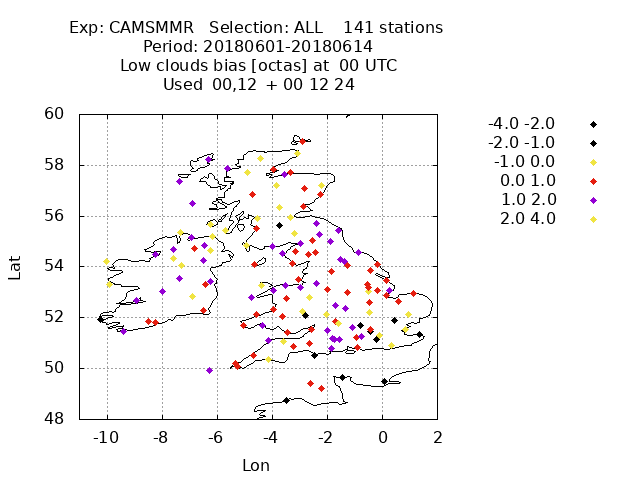 Exp: CAMSMMR   Selection: ALL    141 stations
Period: 20180601-20180614
Low clouds bias [octas] at  00 UTC
Used  00,12  + 00 12 24
-4.0 -2.0
-2.0 -1.0
-1.0 0.0
0.0 1.0
1.0 2.0
2.0 4.0
60
58
56
54
52
50
48
Lat
-10 -8 -6 -4 -2 0 2
Lon